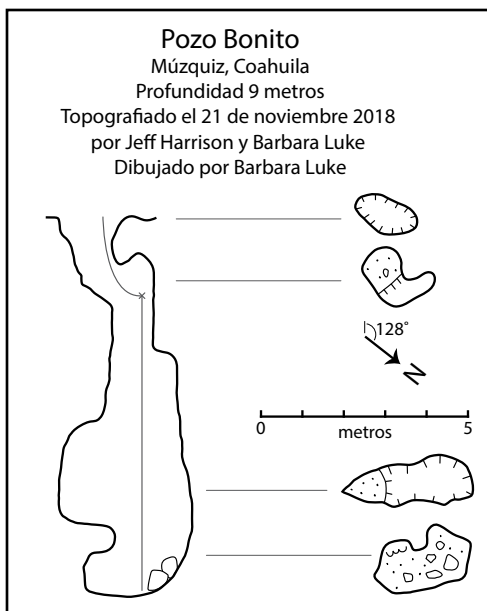 Pozo Bonito
Múzquiz, Coahuila
Profundidad 9 metros
Topografiado el 21 de noviembre 2018
por Jeff Harrison y Barbara Luke
Dibujado por Barbara Luke
128°
N
0 metros 5